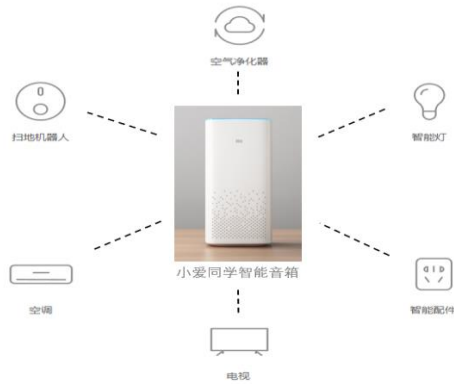 空气净化器
扫地机器人
智能灯
mi
小爱同学智能音箱
空调
智能配件
电视